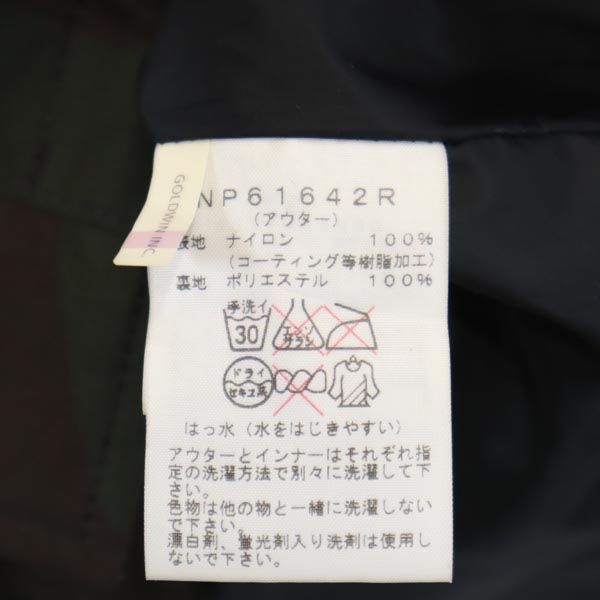 GOLDWIN INC.
NP61642R
(アウター)
表地 ナイロン 100%
(コーティング等樹脂加工)
裏地 ポリエステル 100%
手洗イ
30
エンソ
サラシ
ドライ
セキユ系
はっ水 (水をはじきやすい)
アウターとインナーはそれぞれ指
定の洗濯方法で別々に洗濯して下
さい。
色物は他の物と一緒に洗濯しない
で下さい。
漂白剤、蛍光剤入り洗剤は使用し
ないで下さい。